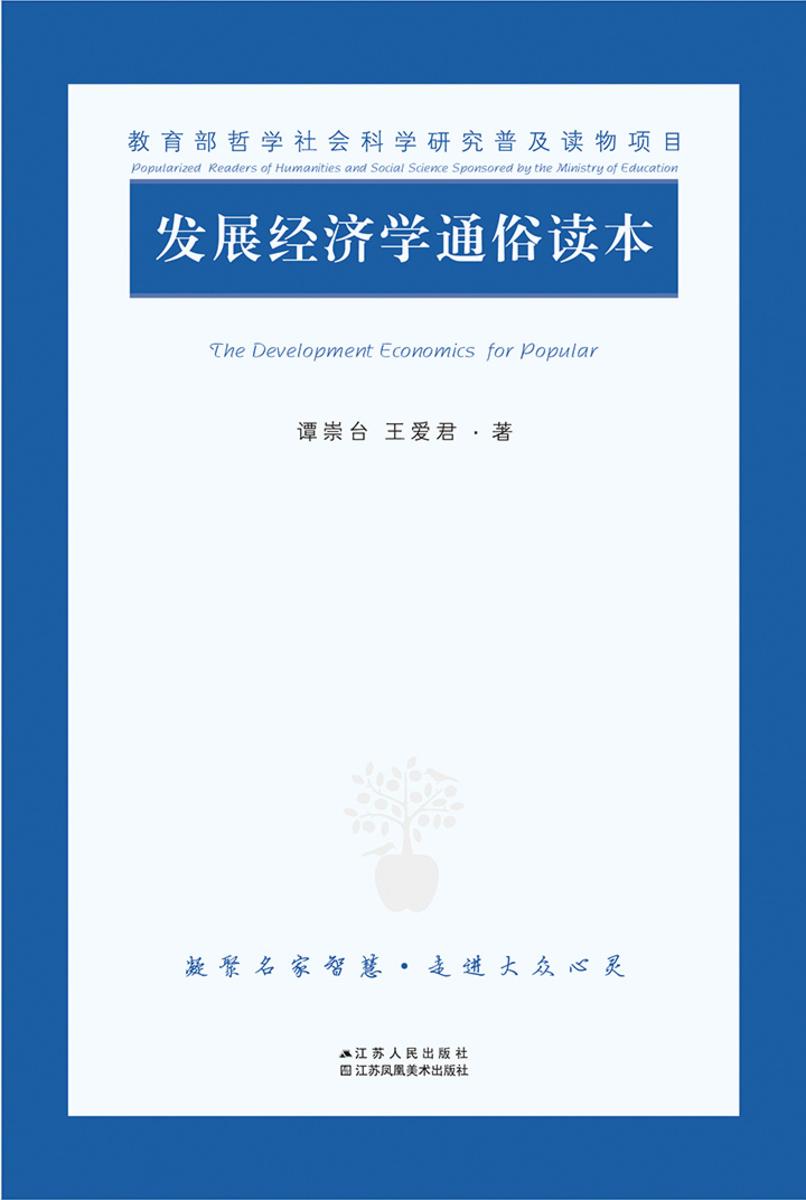 教育部哲学社会科学研究普及读物项目
Popularized Readers of Humanities and Social Science Sponsored by the Ministry of Education
发展经济学通俗读本
The Development Economics for Popular
谭崇台 王爱君·著
凝聚名家智慧·走进大众心灵
江苏人民出版社
江苏凤凰美术出版社